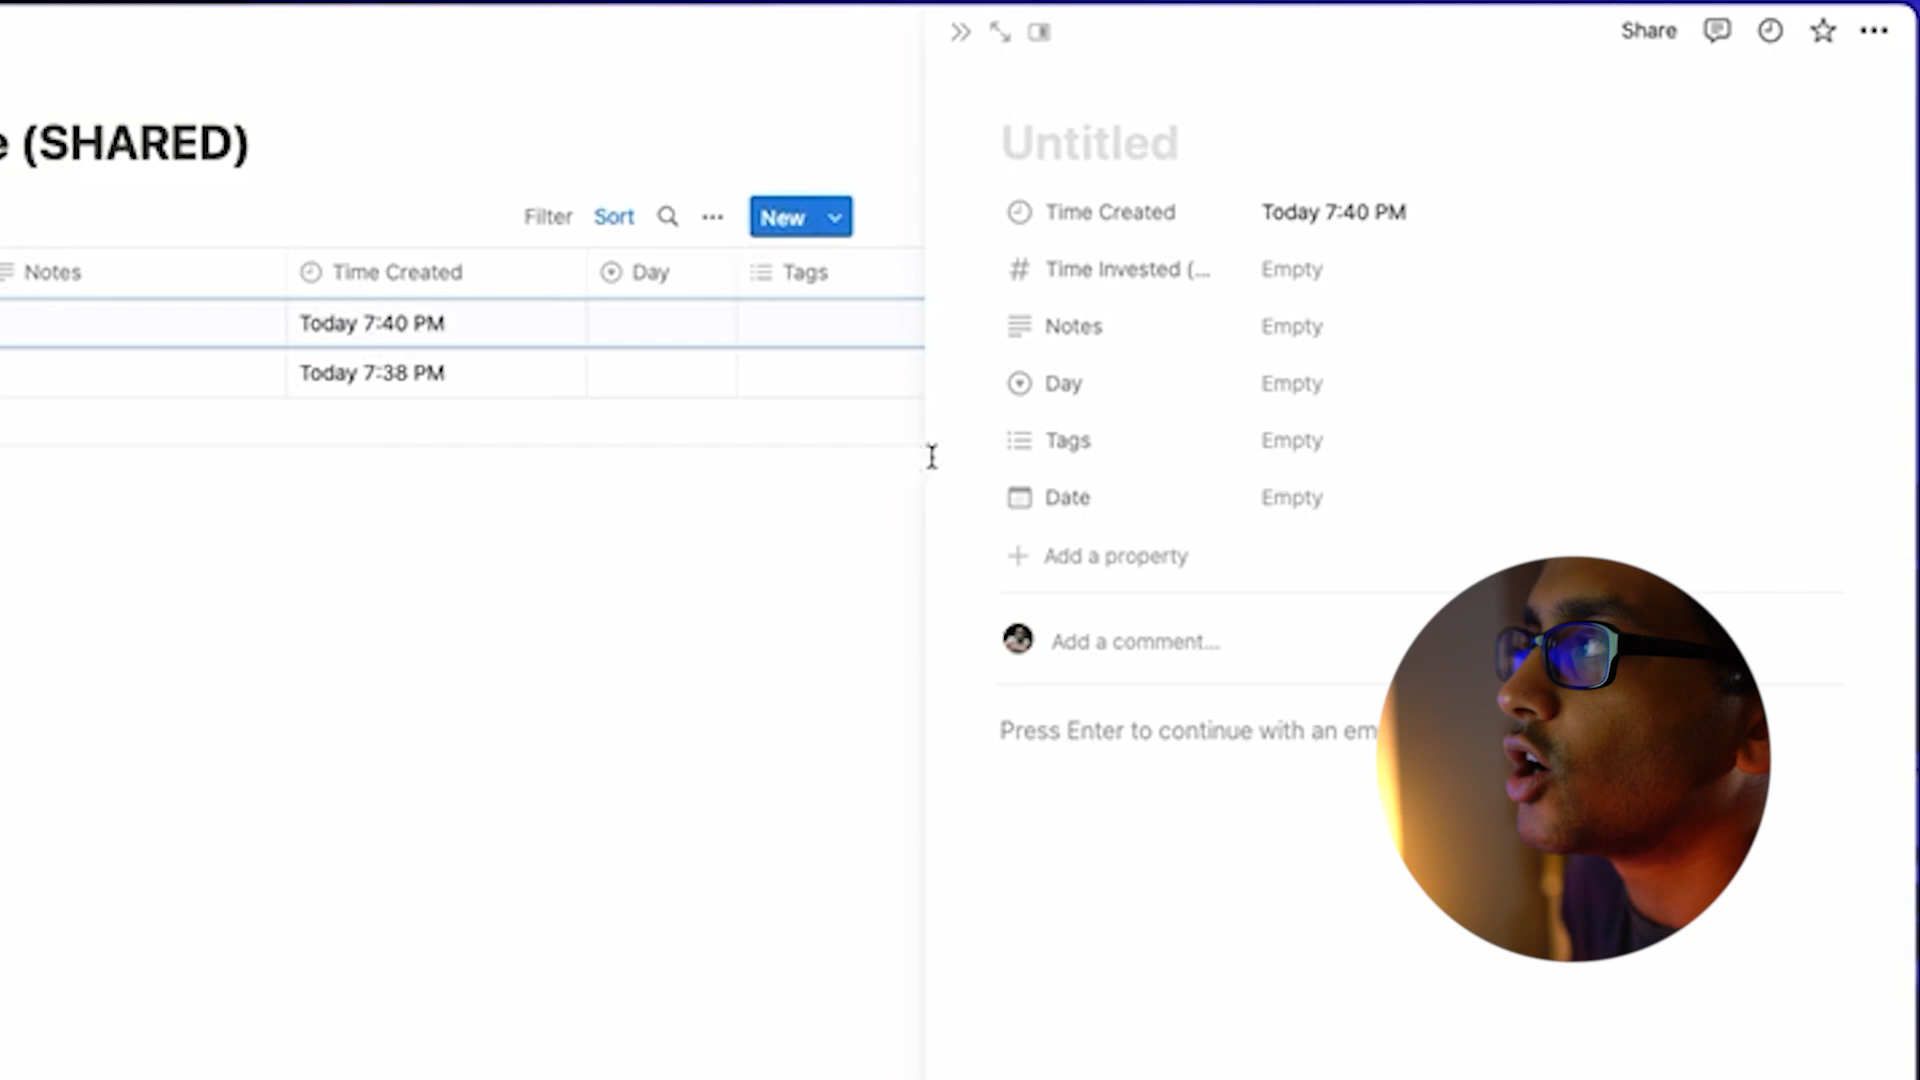 Share
e (SHARED)
Untitled
Filter Sort New
Notes Time Created Day Tags
Today 7:40 PM
Today 7:38 PM
Time Created Today 7:40 PM
Time Invested (... Empty
Notes Empty
Day Empty
Tags Empty
Date Empty
Add a property
Add a comment...
Press Enter to continue with an em